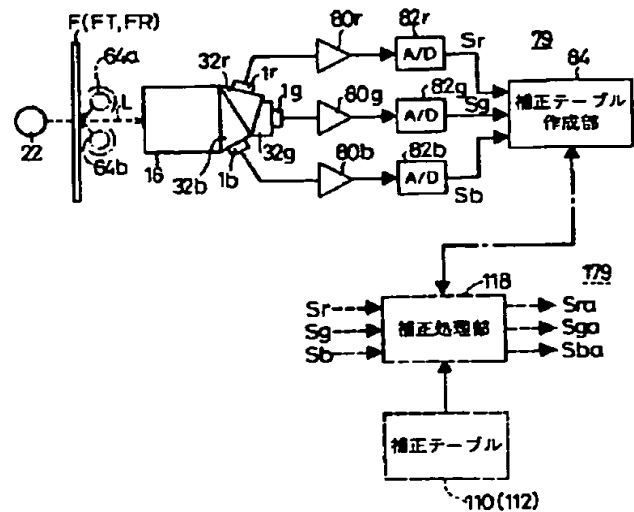 F(FT,FR)
64a
L
22
64b
16
32r
1r
1g
32g
32b
1b
80r
80g
80b
82r
A/D
Sr
82g
A/D
Sg
82b
A/D
Sb
79
84
補正テーブル
作成部
118
179
Sr
Sg
Sb
補正処理部
Sra
Sga
Sba
補正テーブル
110(112)